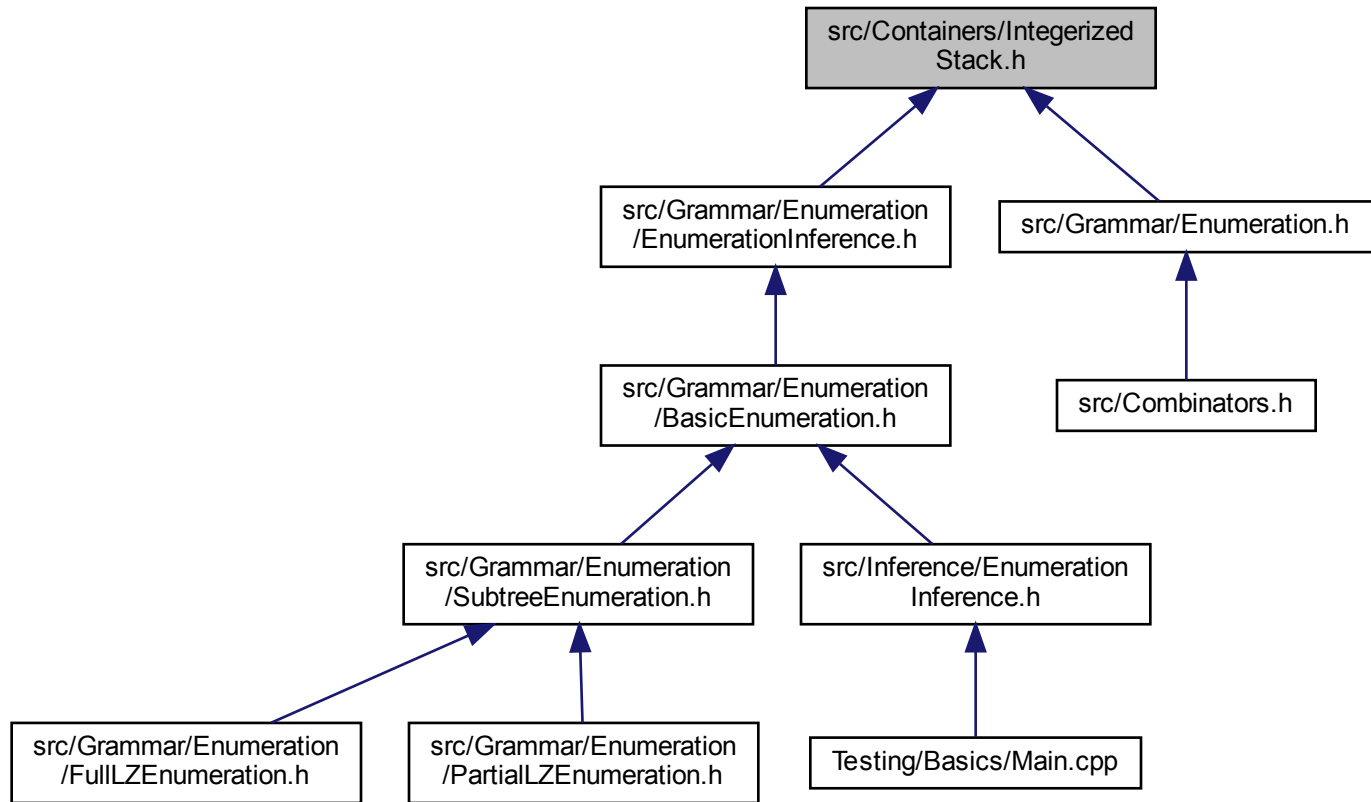 src/Containers/Integerized
Stack.h
src/Grammar/Enumeration
/EnumerationInference.h
src/Grammar/Enumeration.h
src/Grammar/Enumeration
/BasicEnumeration.h
src/Combinators.h
src/Grammar/Enumeration
/SubtreeEnumeration.h
src/Inference/Enumeration
Inference.h
src/Grammar/Enumeration
/FullLZEnumeration.h
src/Grammar/Enumeration
/PartialLZEnumeration.h
Testing/Basics/Main.cpp